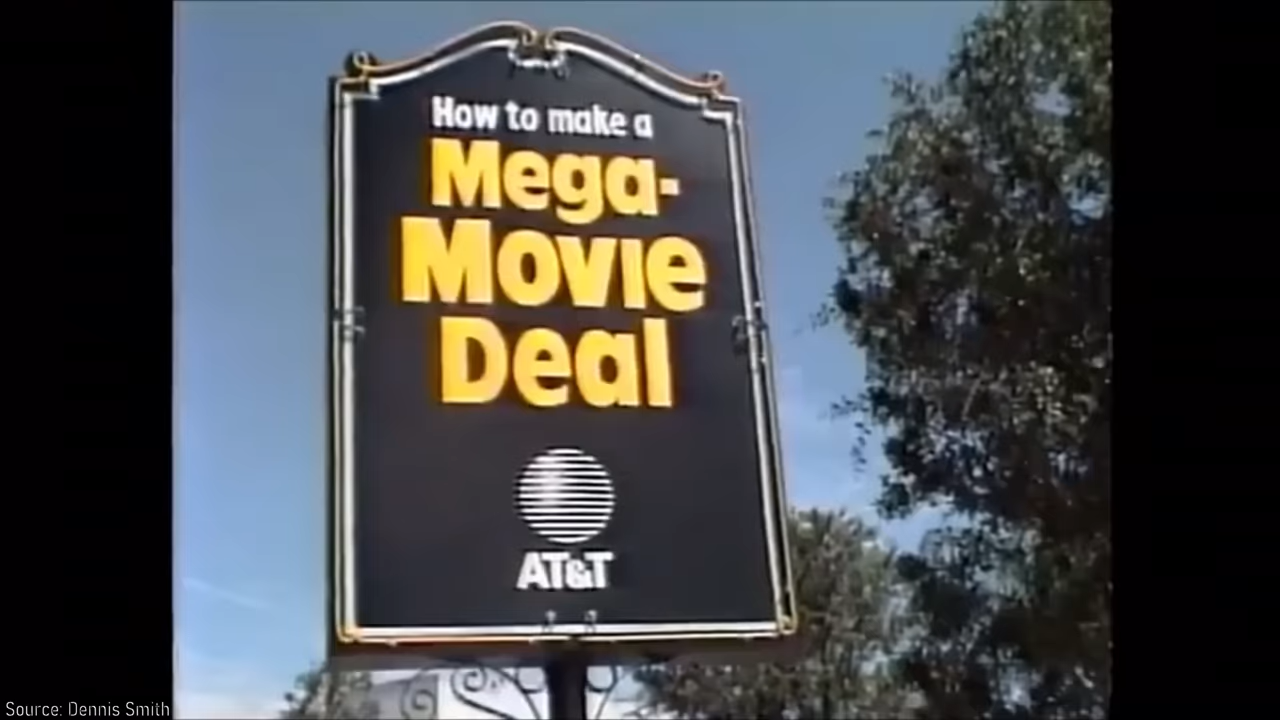 How to make a
Mega-
Movie
Deal
AT&T
Source: Dennis Smith